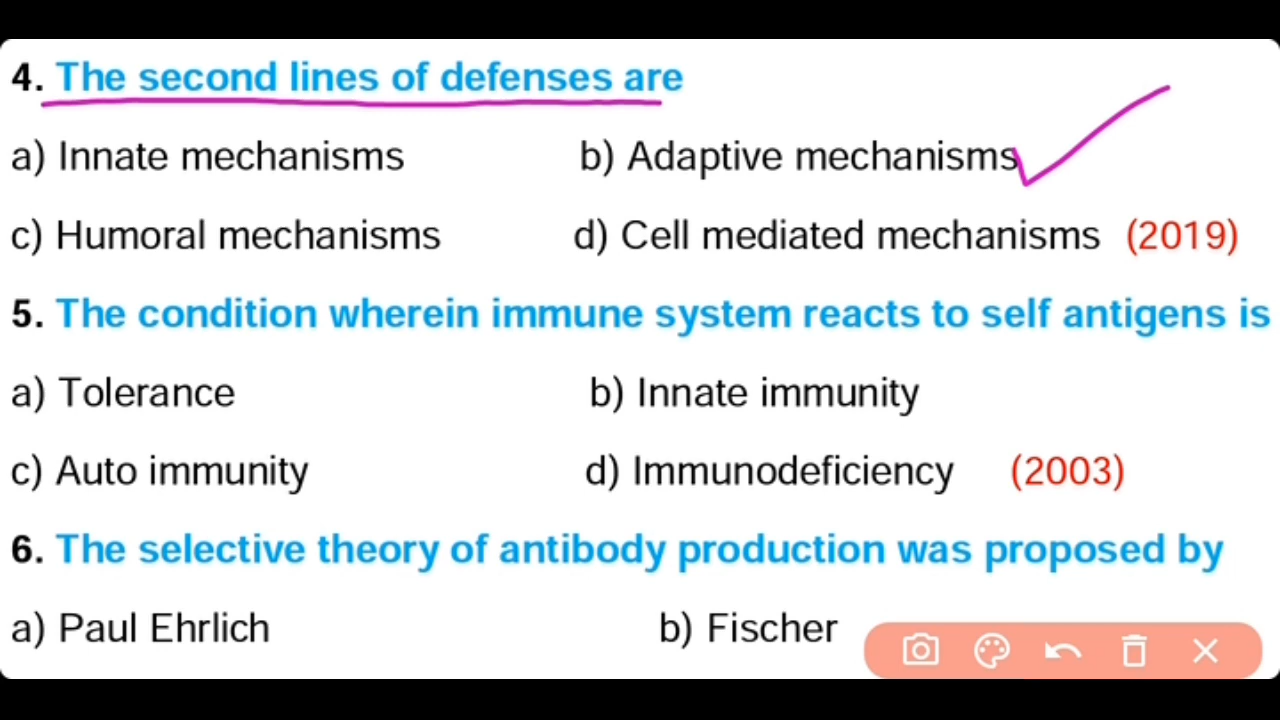 4. The second lines of defenses are
a) Innate mechanisms b) Adaptive mechanisms
c) Humoral mechanisms d) Cell mediated mechanisms (2019)
5. The condition wherein immune system reacts to self antigens is
a) Tolerance b) Innate immunity
c) Auto immunity d) Immunodeficiency (2003)
6. The selective theory of antibody production was proposed by
a) Paul Ehrlich b) Fischer